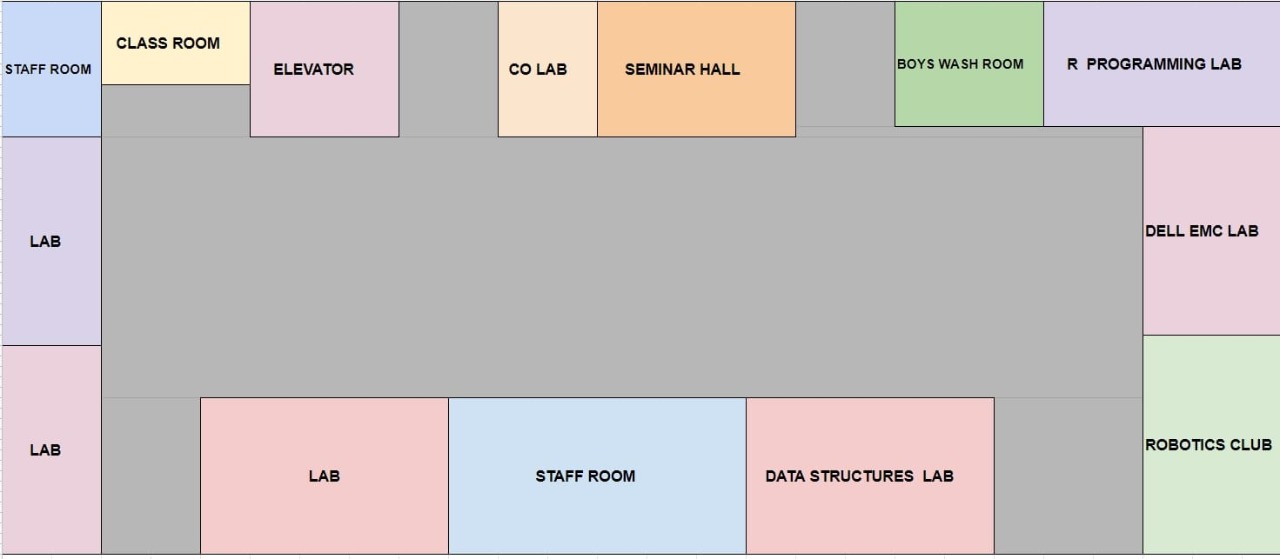 STAFF ROOM
CLASS ROOM
ELEVATOR
CO LAB
SEMINAR HALL
BOYS WASH ROOM
R  PROGRAMMING LAB
LAB
DELL EMC LAB
LAB
LAB
STAFF ROOM
DATA STRUCTURES  LAB
ROBOTICS CLUB